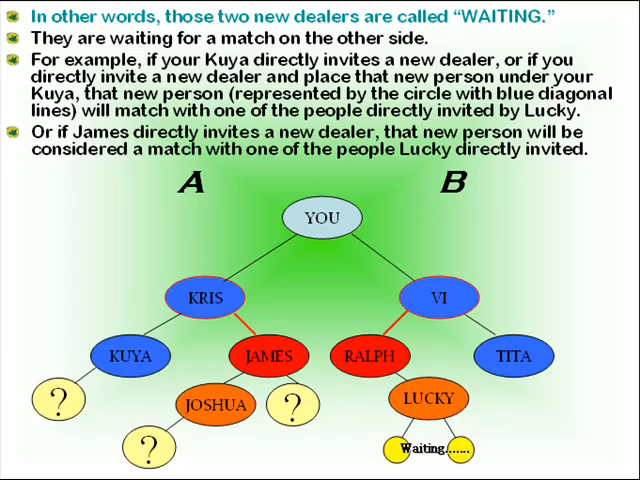 In other words, those two new dealers are called “WAITING.”
They are waiting for a match on the other side.
For example, if your Kuya directly invites a new dealer, or if you
directly invite a new dealer and place that new person under your
Kuya, that new person (represented by the circle with blue diagonal
lines) will match with one of the people directly invited by Lucky.
Or if James directly invites a new dealer, that new person will be
considered a match with one of the people Lucky directly invited.
A B
YOU
KRIS VI
KUYA JAMES RALPH TITA
? JOSHUA ? LUCKY
? Waiting.......